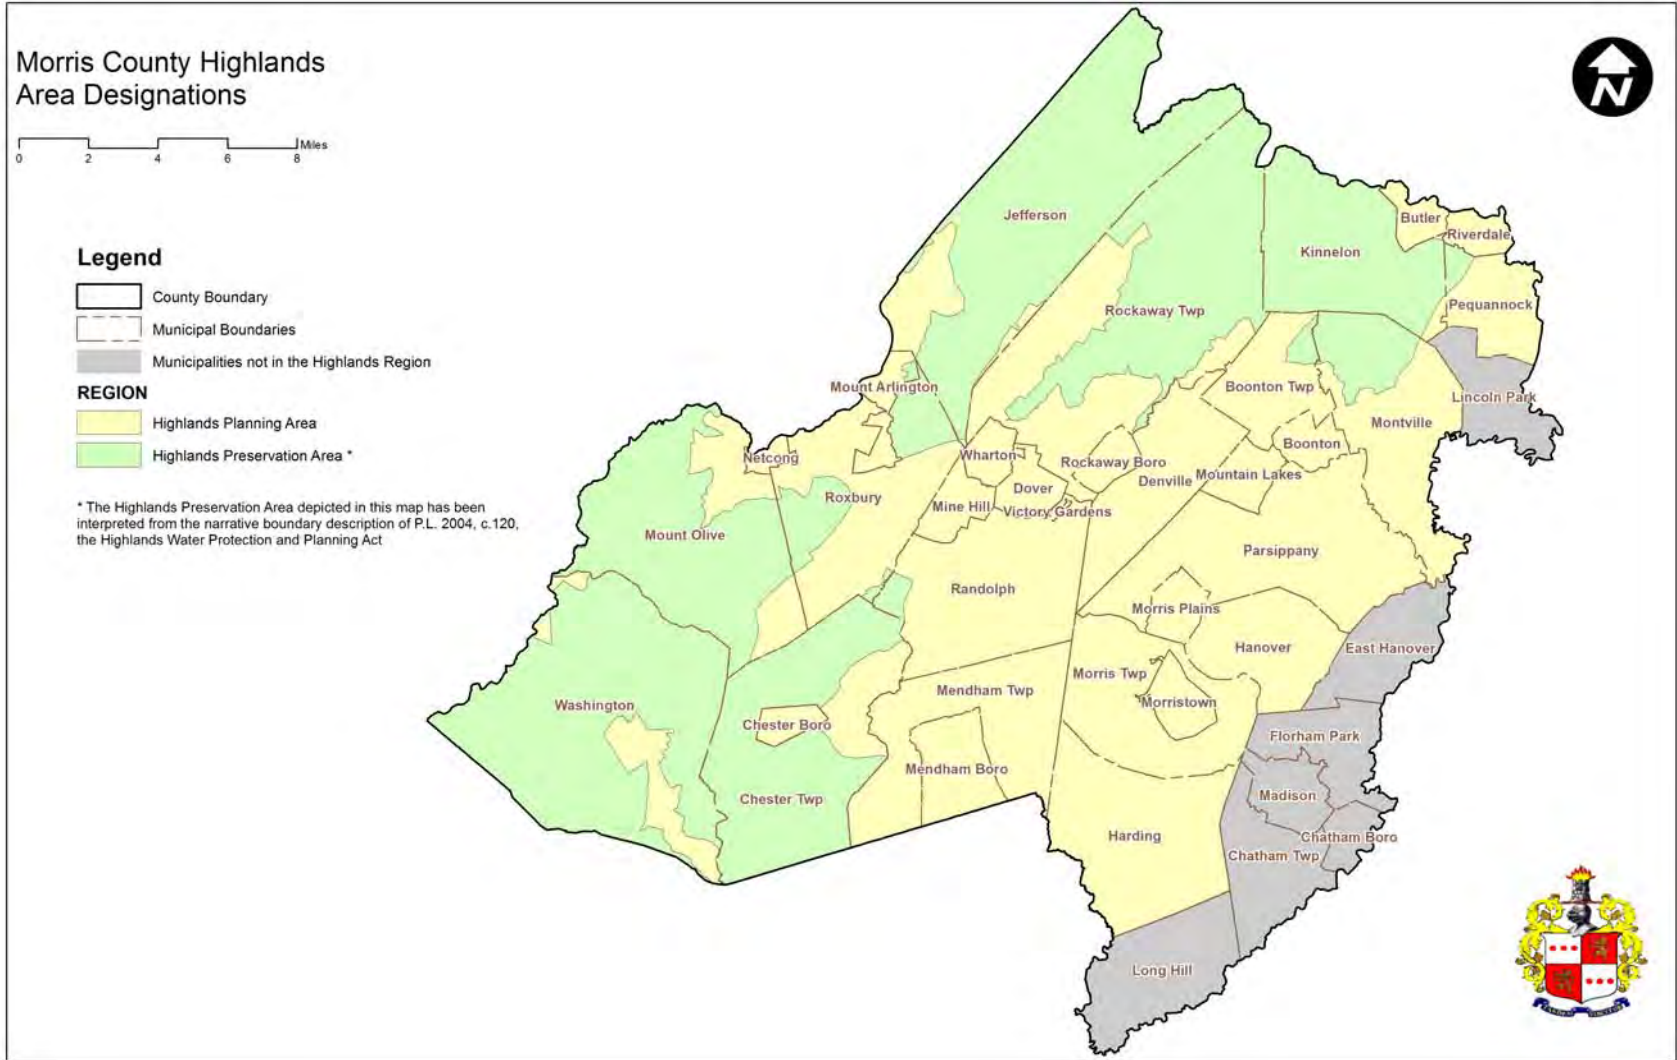 Morris County Highlands
Area Designations
Miles
0 2 4 6 8
Legend
County Boundary
Municipal Boundaries
Municipalities not in the Highlands Region
REGION
Highlands Planning Area
Highlands Preservation Area *
* The Highlands Preservation Area depicted in this map has been
interpreted from the narrative boundary description of P.L. 2004, c.120,
the Highlands Water Protection and Planning Act
N
Jefferson
Butler
Riverdale
Kinnelon
Pequannock
Rockaway Twp
Mount Arlington
Boonton Twp
Lincoln Park
Montville
Boonton
Netcong
Wharton
Rockaway Boro
Denville
Mountain Lakes
Roxbury
Dover
Mine Hill
Victory Gardens
Mount Olive
Parsippany
Randolph
Morris Plains
Hanover
East Hanover
Morris Twp
Mendham Twp
Washington
Morristown
Chester Boro
Florham Park
Mendham Boro
Madison
Chester Twp
Harding
Chatham Boro
Chatham Twp
Long Hill